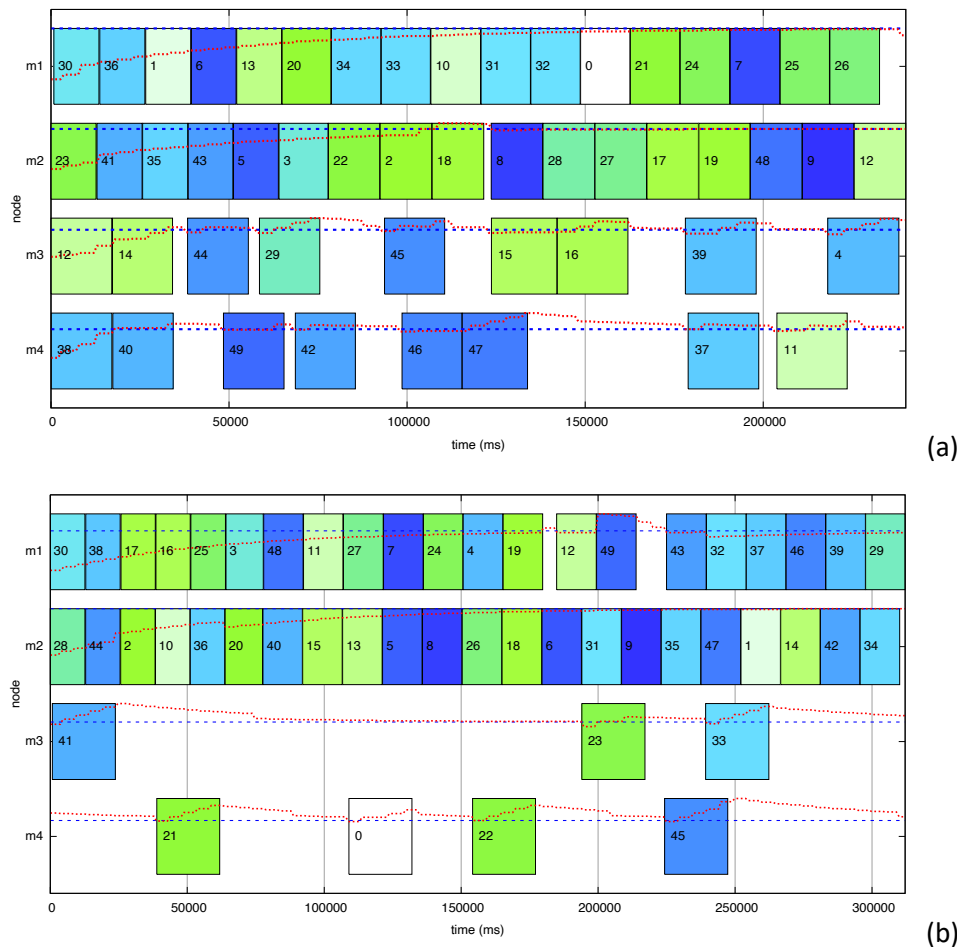 m1
30 36 1 6 13 20 34 33 10 31 32 0 21 24 7 25 26
m2
23 41 35 43 5 3 22 2 18 8 28 27 17 19 48 9 12
node
m3
12 14 44 29 45 15 16 39 4
m4
38 40 49 42 46 47 37 11
0 50000 100000 150000 200000
time (ms)
(a)
m1
30 38 17 16 25 3 48 11 27 7 24 4 19 12 49 43 32 37 46 39 29
m2
28 44 2 10 36 20 40 15 13 5 8 26 18 6 31 9 35 47 1 14 42 34
node
m3
41 23 33
m4
21 0 22 45
0 50000 100000 150000 200000 250000 300000
time (ms)
(b)